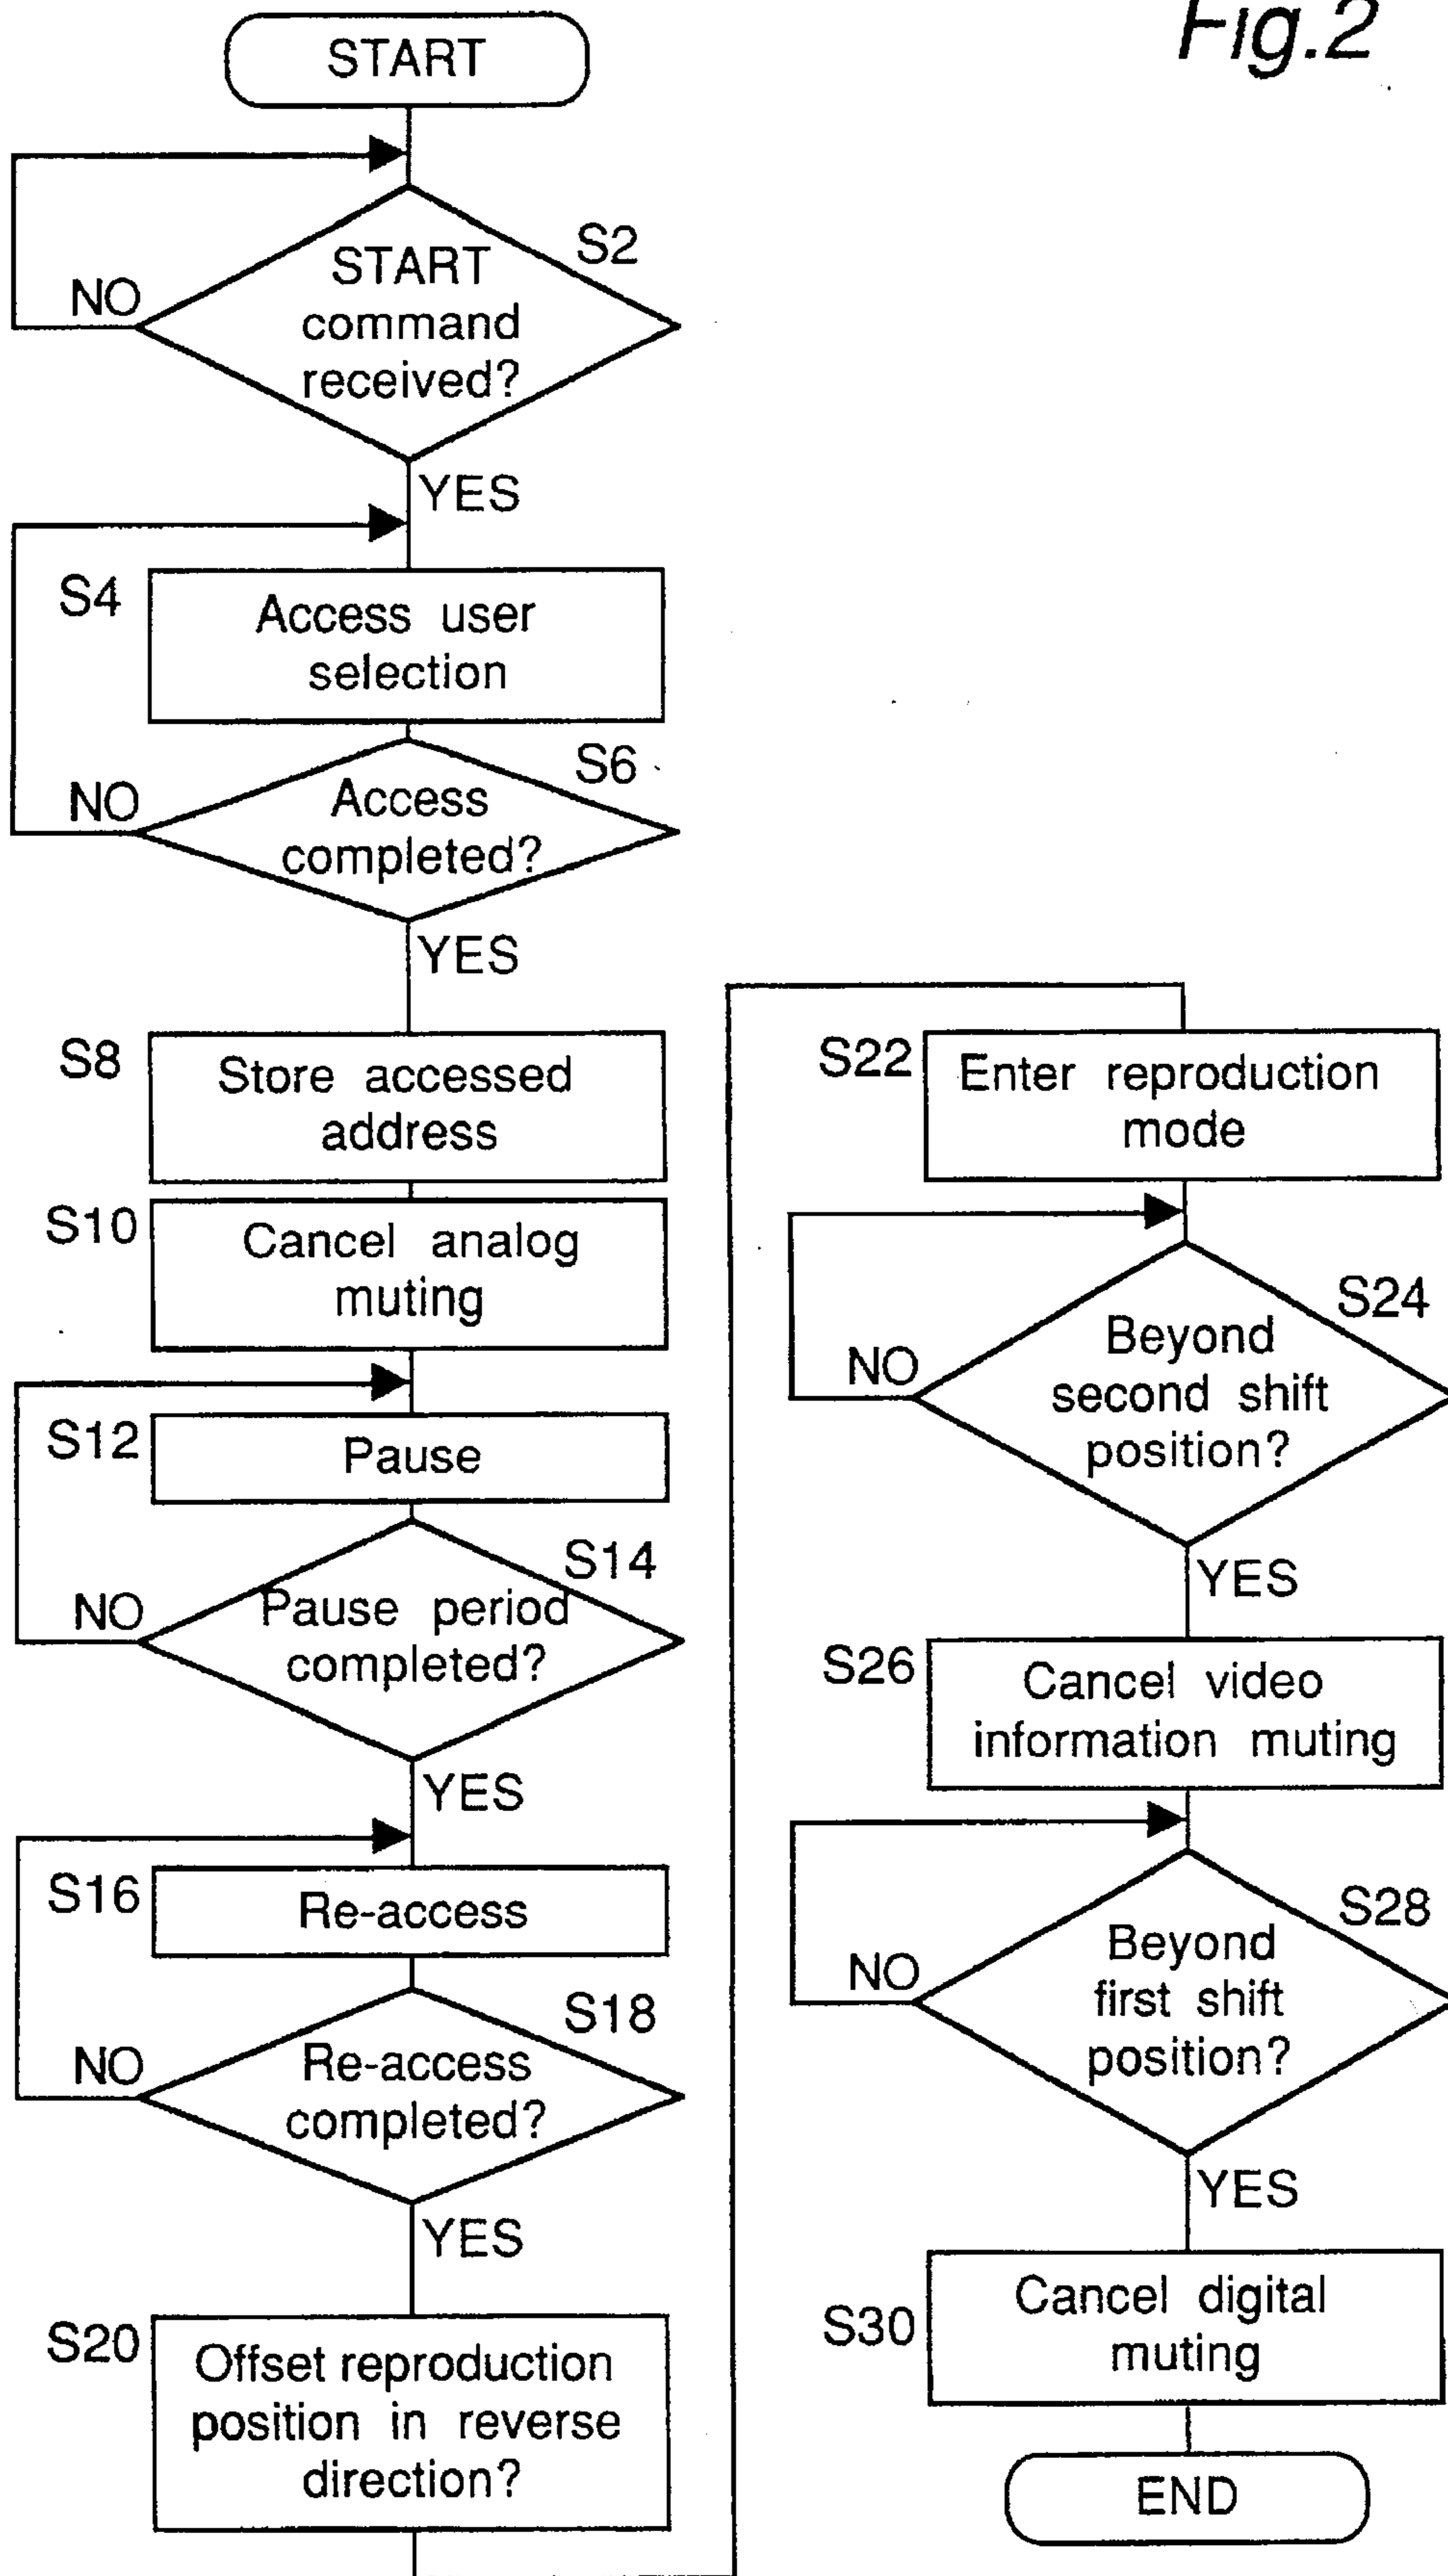 Fig.2
START
S2
START
command
received?
NO
YES
S4
Access user
selection
S6
Access
completed?
NO
YES
S8
Store accessed
address
S10
Cancel analog
muting
S12
Pause
S14
Pause period
completed?
NO
YES
S16
Re-access
S18
Re-access
completed?
NO
YES
S20
Offset reproduction
position in reverse
direction?
S22
Enter reproduction
mode
S24
Beyond
second shift
position?
NO
YES
S26
Cancel video
information muting
S28
Beyond
first shift
position?
NO
YES
S30
Cancel digital
muting
END